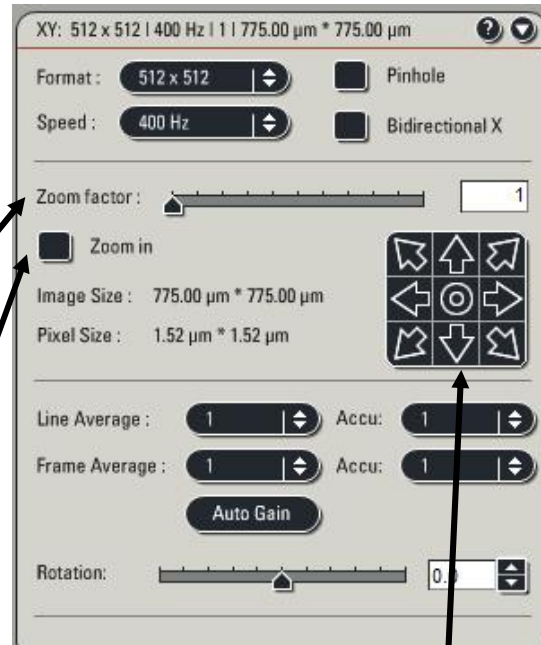 XY: 512 x 512 | 400 Hz | 1 | 775.00 µm * 775.00 µm ?
Format : 512 x 512 Pinhole
Speed : 400 Hz Bidirectional X
Zoom factor : 1
Zoom in
Image Size : 775.00 µm * 775.00 µm
Pixel Size : 1.52 µm * 1.52 µm
Line Average : 1 Accu: 1
Frame Average : 1 Accu: 1
Auto Gain
Rotation: 0.0